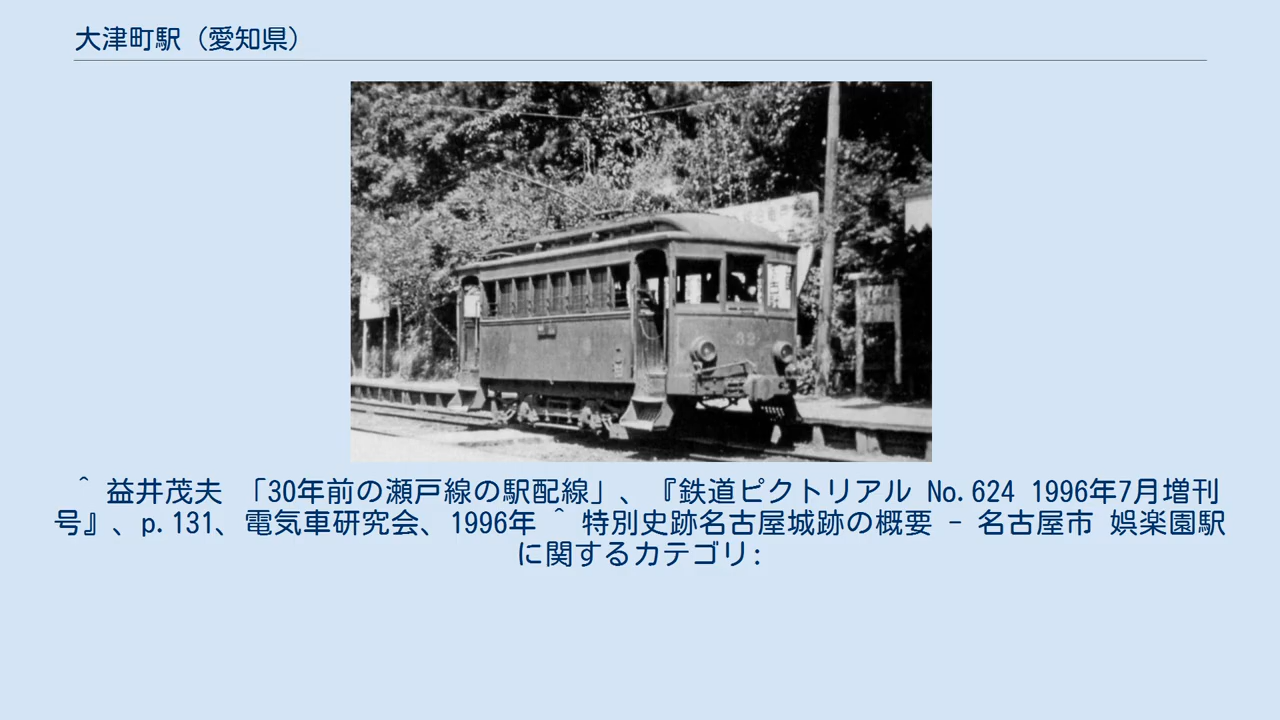 大津町駅（愛知県）
32
^ 益井茂夫 「30年前の瀬戸線の駅配線」、『鉄道ピクトリアル No.624 1996年7月増刊
号』、p.131、電気車研究会、1996年 ^ 特別史跡名古屋城跡の概要 - 名古屋市 娯楽園駅
に関するカテゴリ: